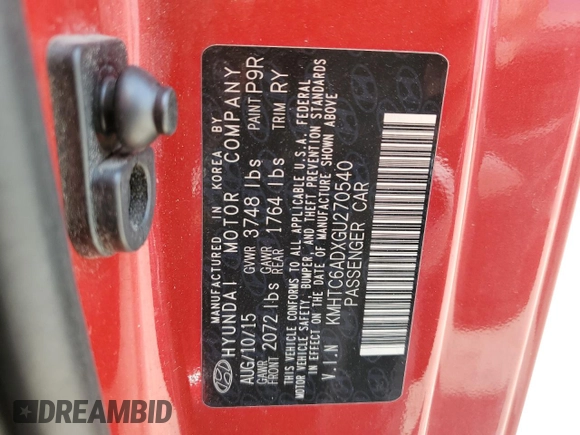 MANUFACTURED IN KOREA BY
HYUNDAI MOTOR COMPANY
AUG/10/15 GVWR 3748 lbs PAINT P9R
GAWR FRONT 2072 lbs GAWR REAR 1764 lbs TRIM RY
THIS VEHICLE CONFORMS TO ALL APPLICABLE U.S.A. FEDERAL
MOTOR VEHICLE SAFETY, BUMPER, AND THEFT PREVENTION STANDARDS
IN EFFECT ON THE DATE OF MANUFACTURE SHOWN ABOVE
V.I.N KMHTC6ADXGU270540
PASSENGER CAR
DREAMBID